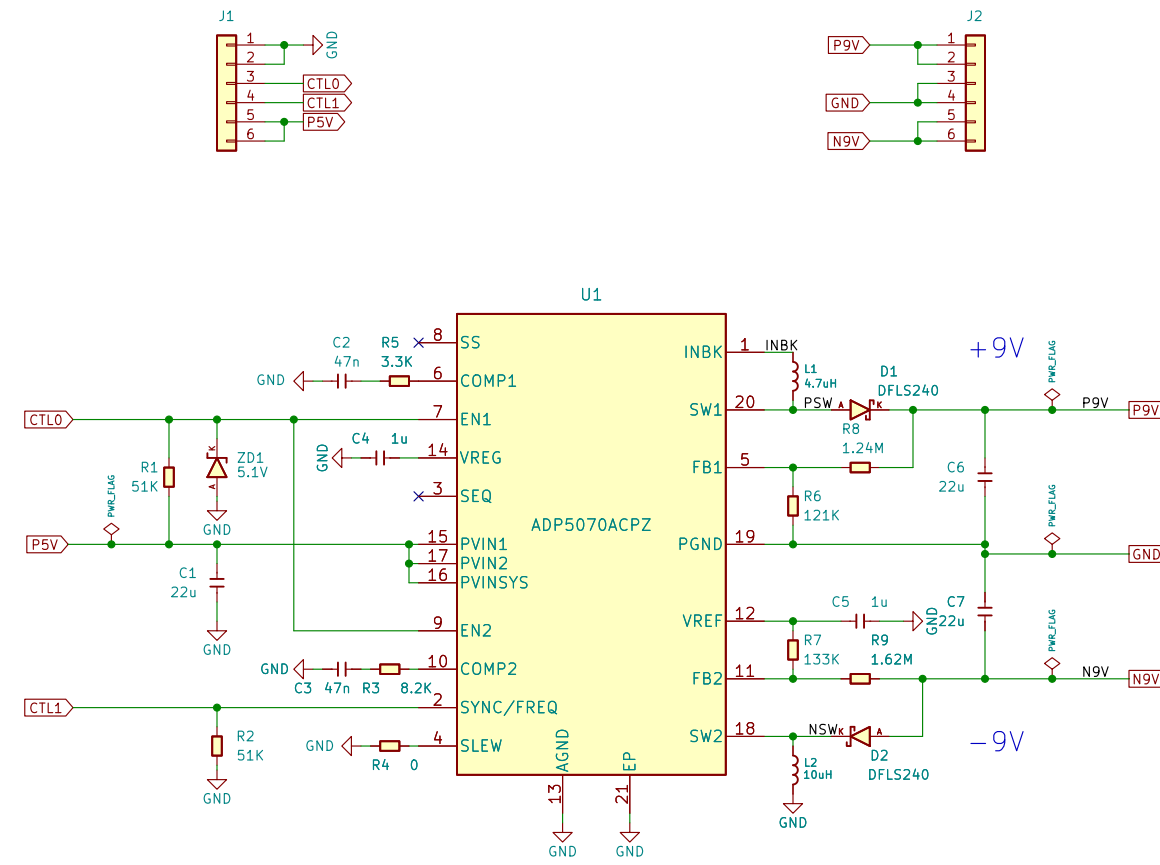 J1
1
2
3
4
5
6
GND
CTL0
CTL1
P5V
J2
P9V
GND
N9V
1
2
3
4
5
6
U1
ADP5070ACPZ
8 SS
6 COMP1
7 EN1
14 VREG
3 SEQ
15 PVIN1
17 PVIN2
16 PVINSYS
9 EN2
10 COMP2
2 SYNC/FREQ
4 SLEW
INBK 1
SW1 20
FB1 5
PGND 19
VREF 12
FB2 11
SW2 18
AGND 13
EP 21
GND
GND
C2
47n
R5
3.3K
GND
CTL0
C4 1u
GND
R1
51K
ZD1
5.1V
K
A
GND
PWR_FLAG
P5V
C1
22u
GND
GND
C3 47n R3 8.2K
CTL1
R2
51K
GND
GND
R4 0
INBK
L1
4.7uH
PSW
A
K
D1
DFLS240
R8
1.24M
+9V
PWR_FLAG
P9V
P9V
C6
22u
R6
121K
PWR_FLAG
GND
C5 1u
GND
C7
22u
R7
133K
R9
1.62M
PWR_FLAG
N9V
N9V
NSW
K
A
D2
DFLS240
-9V
L2
10uH
GND